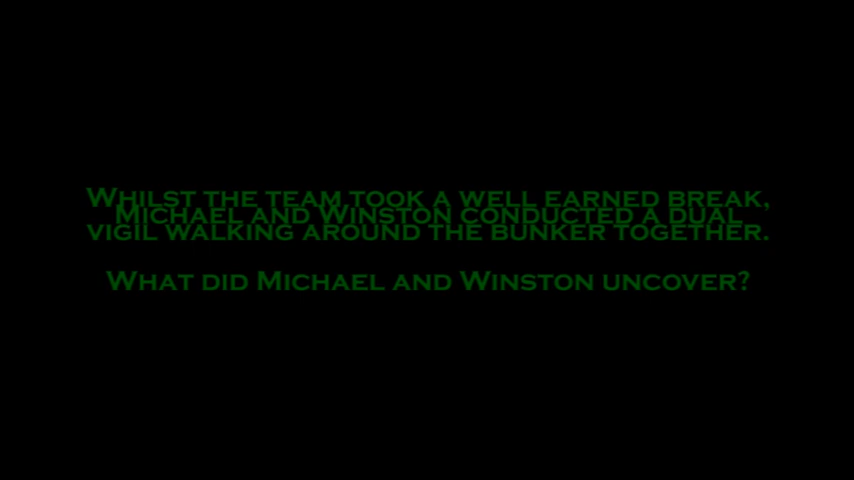 Whilst the team took a well earned break,
Michael and Winston conducted a dual
vigil walking around the bunker together.
What did Michael and Winston uncover?